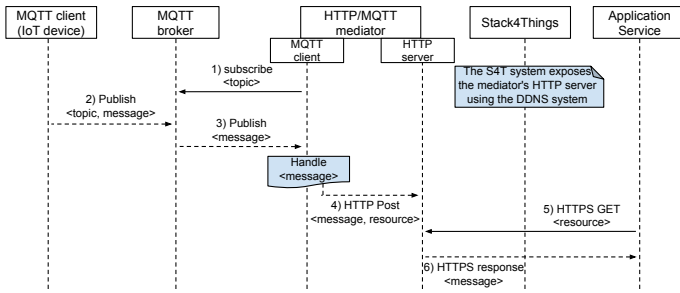 MQTT client
(IoT device)
MQTT
broker
HTTP/MQTT
mediator
Stack4Things
Application
Service
MQTT
client
HTTP
server
1) subscribe
<topic>
The S4T system exposes
the mediator's HTTP server
using the DDNS system
2) Publish
<topic, message>
3) Publish
<message>
Handle
<message>
4) HTTP Post
<message, resource>
5) HTTPS GET
<resource>
6) HTTPS response
<message>